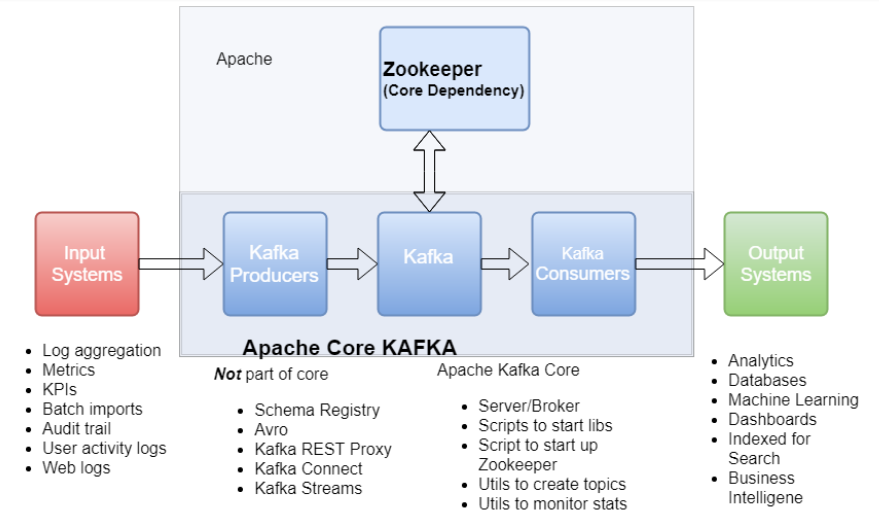 Apache
Zookeeper
(Core Dependency)
Input
Systems
Kafka
Producers
Kafka
Kafka
Consumers
Output
Systems
Apache Core KAFKA
• Log aggregation
• Metrics
• KPIs
• Batch imports
• Audit trail
• User activity logs
• Web logs
Not part of core
• Schema Registry
• Avro
• Kafka REST Proxy
• Kafka Connect
• Kafka Streams
Apache Kafka Core
• Server/Broker
• Scripts to start libs
• Script to start up
Zookeeper
• Utils to create topics
• Utils to monitor stats
• Analytics
• Databases
• Machine Learning
• Dashboards
• Indexed for
Search
• Business
Intelligene